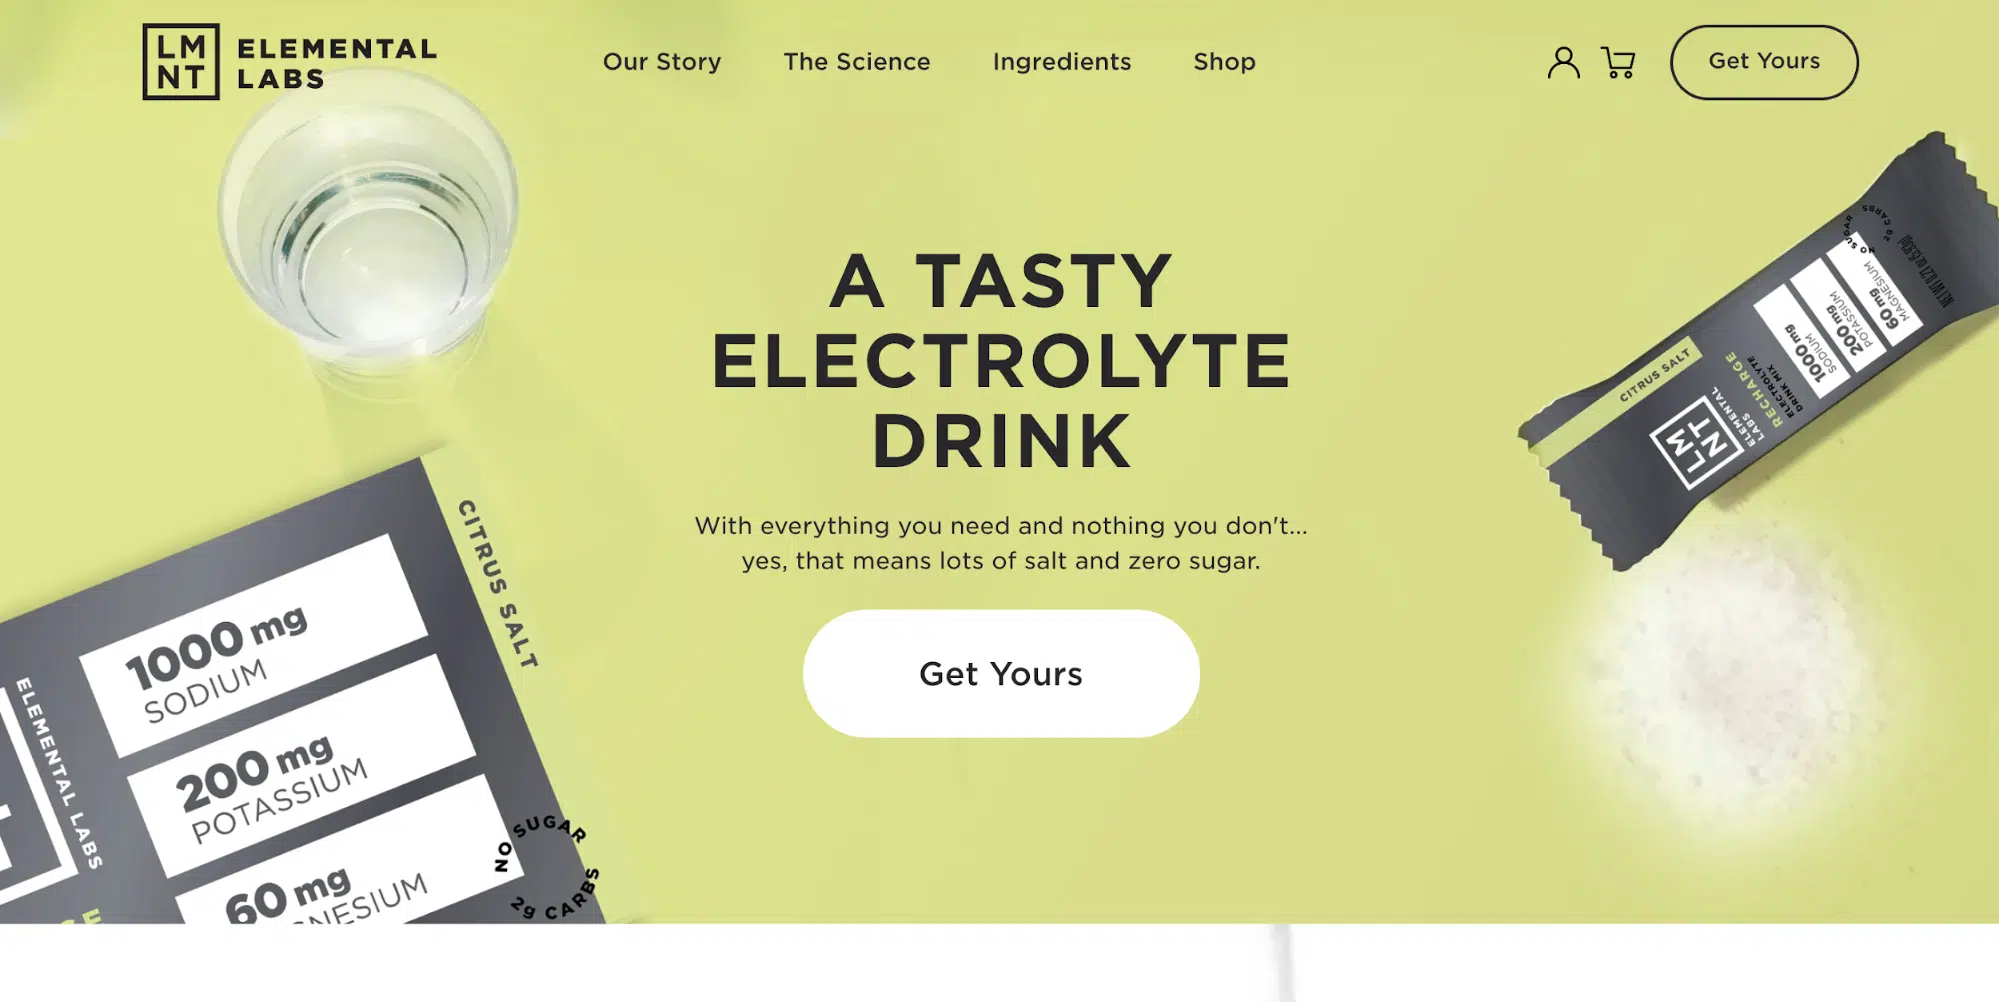 LM
NT
ELEMENTAL
LABS
Our Story
The Science
Ingredients
Shop
Get Yours
A TASTY
ELECTROLYTE
DRINK
With everything you need and nothing you don't...
yes, that means lots of salt and zero sugar.
Get Yours
CITRUS SALT
1000 mg
SODIUM
200 mg
POTASSIUM
60 mg
NESIUM
ELEMENTAL LABS
NO SUGAR
2g CARBS
CITRUS SALT
LM
NT
ELEMENTAL
LABS
RECHARGE
ELECTROLYTE
DRINK MIX
1000 mg
SODIUM
200 mg
POTASSIUM
60 mg
MAGNESIUM
NO SUGAR
2g CARBS